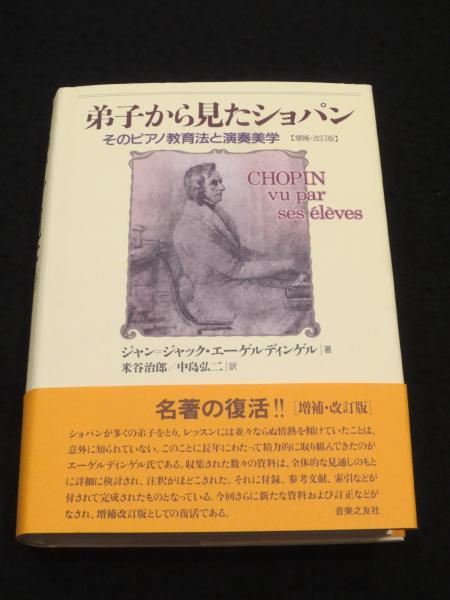 弟子から見たショパン
そのピアノ教育法と演奏美学【増補・改訂版】
CHOPIN
vu par
ses élèves
ジャン=ジャック・エーゲルディンゲル│著
米谷治郎/中島弘二│訳
名著の復活!![増補・改訂版]
ショパンが多くの弟子をとり、レッスンには並々ならぬ情熱を傾けていたことは、
意外に知られていない。このことに長年にわたって精力的に取り組んできたのが
エーゲルディンゲル氏である。収集された数々の資料は、全体的な見通しのもと
に詳細に検討され、注釈がほどこされた。それに付録、参考文献、索引などが
付されて完成されたものとなっている。今回さらに新たな資料および訂正などが
なされ、増補改訂版としての復活である。
音楽之友社